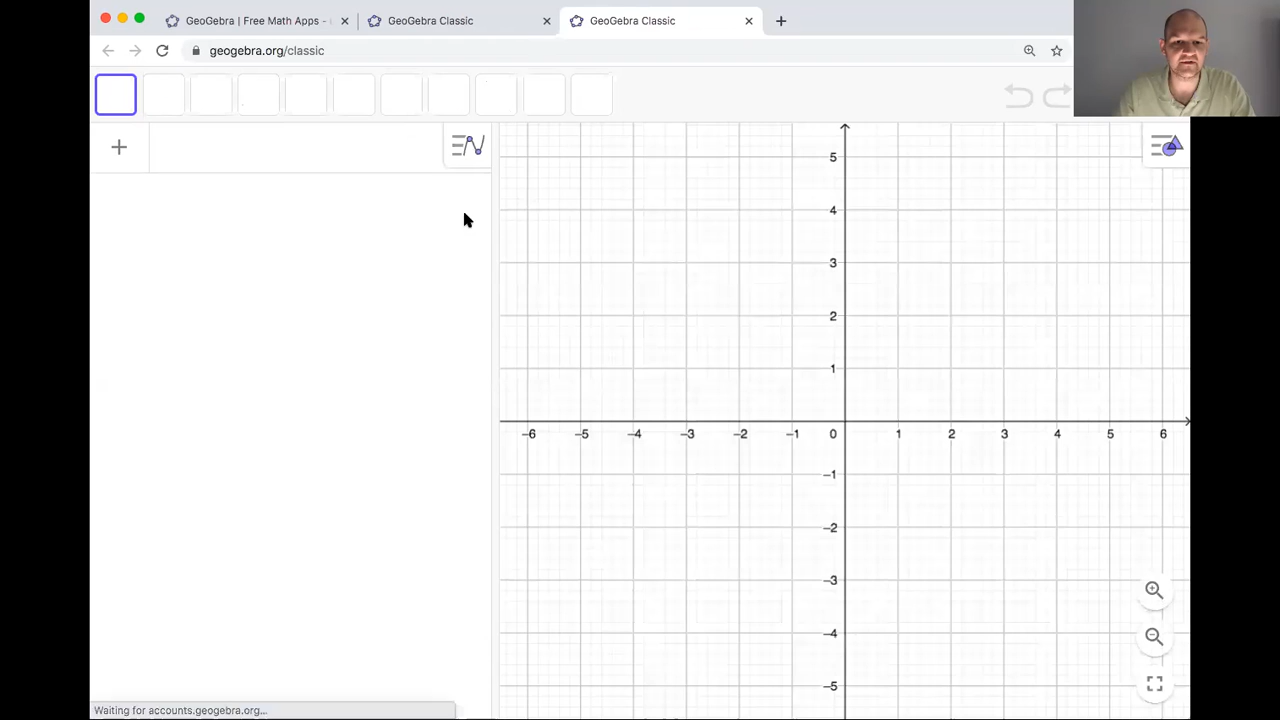 GeoGebra | Free Math Apps -
GeoGebra Classic
GeoGebra Classic
geogebra.org/classic
5
4
3
2
1
-6 -5 -4 -3 -2 -1 0 1 2 3 4 5 6
-1
-2
-3
-4
-5
Waiting for accounts.geogebra.org...